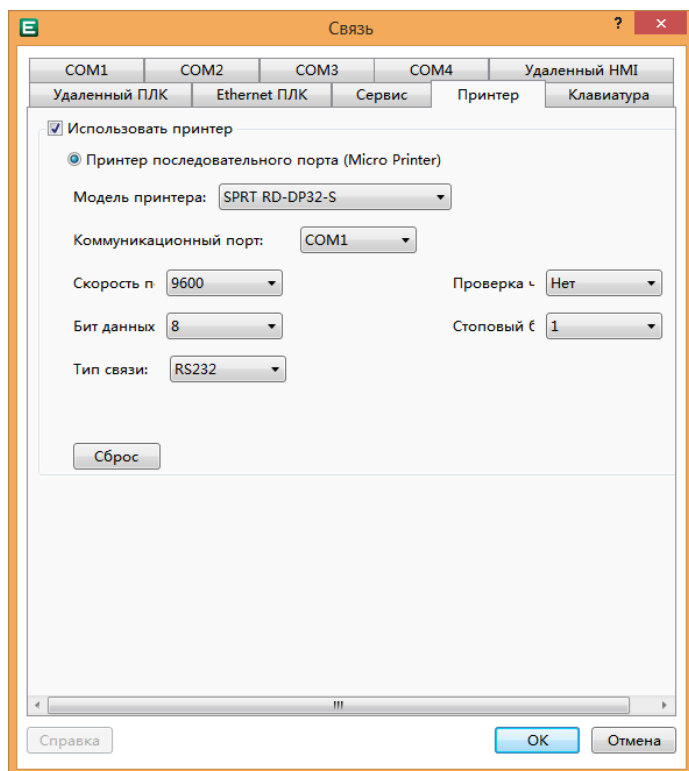 E
Связь
?
×
COM1 COM2 COM3 COM4 Удаленный HMI
Удаленный ПЛК Ethernet ПЛК Сервис Принтер Клавиатура
Использовать принтер
Принтер последовательного порта (Micro Printer)
Модель принтера: SPRT RD-DP32-S
Коммуникационный порт: COM1
Скорость п 9600 Проверка ч Нет
Бит данных 8 Стоповый б 1
Тип связи: RS232
Сброс
Справка OK Отмена